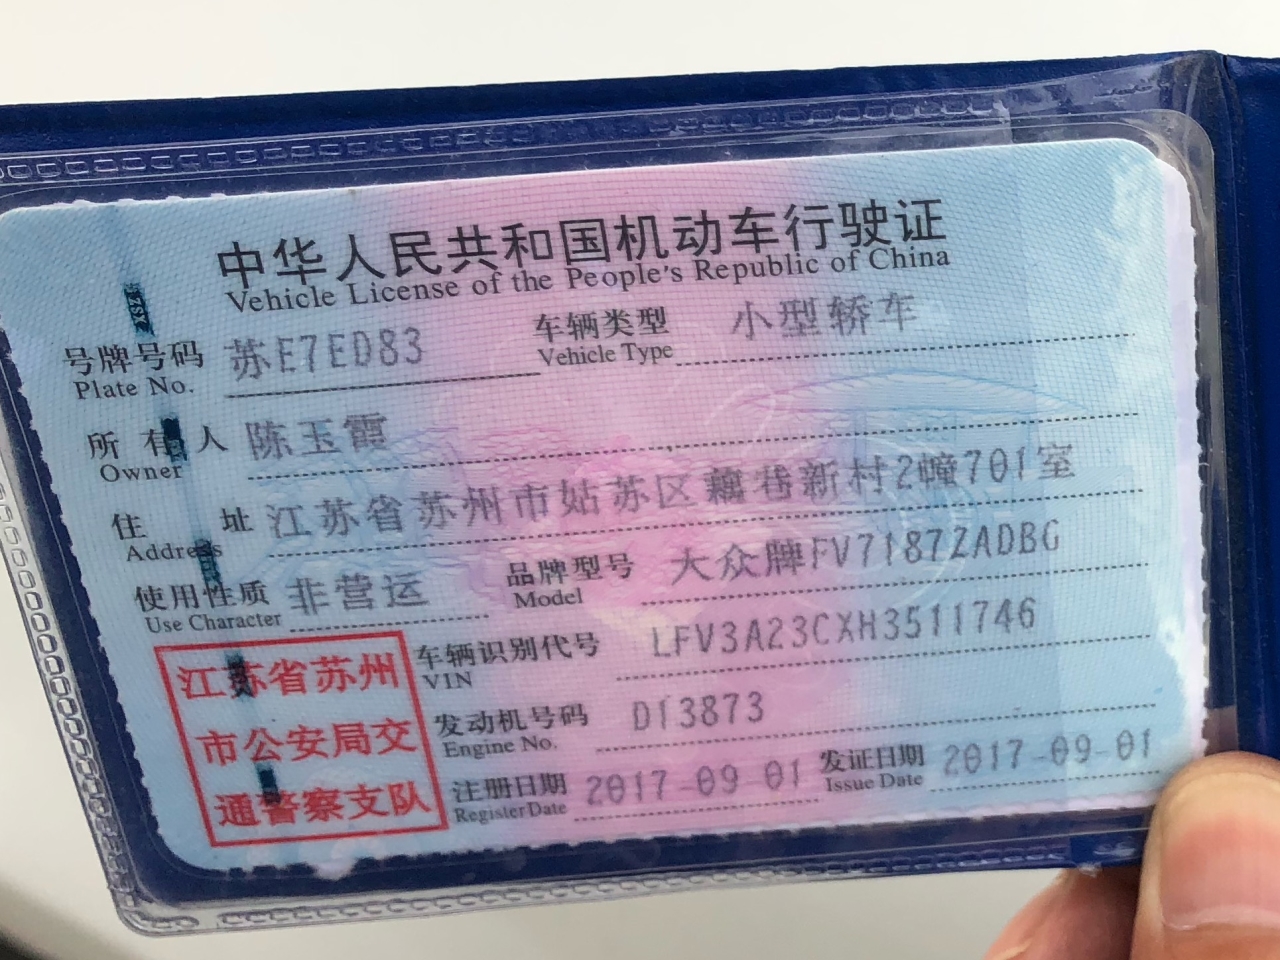 中华人民共和国机动车行驶证
Vehicle License of the People's Republic of China
号牌号码 苏E7ED83 车辆类型 小型轿车
Plate No. Vehicle Type
所有人 陈玉霞
Owner
住址 江苏省苏州市姑苏区藕巷新村2幢701室
Address
使用性质 非营运 品牌型号 大众牌FV7187ZADBG
Use Character Model
车辆识别代号 LFV3A23CXH3511746
VIN
发动机号码 D13873
Engine No.
注册日期 2017-09-01 发证日期 2017-09-01
Register Date Issue Date
江苏省苏州
市公安局交
通警察支队